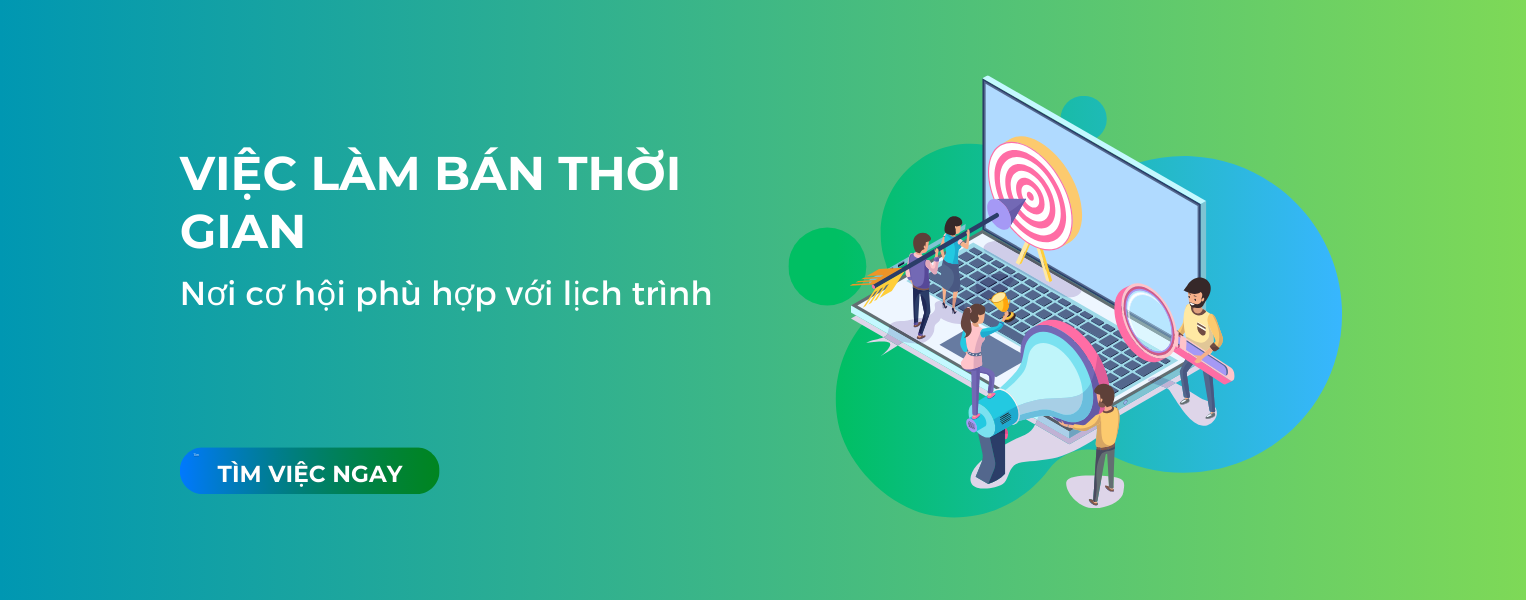 VIỆC LÀM BÁN THỜI
GIAN
Nơi cơ hội phù hợp với lịch trình
TÌM VIỆC NGAY